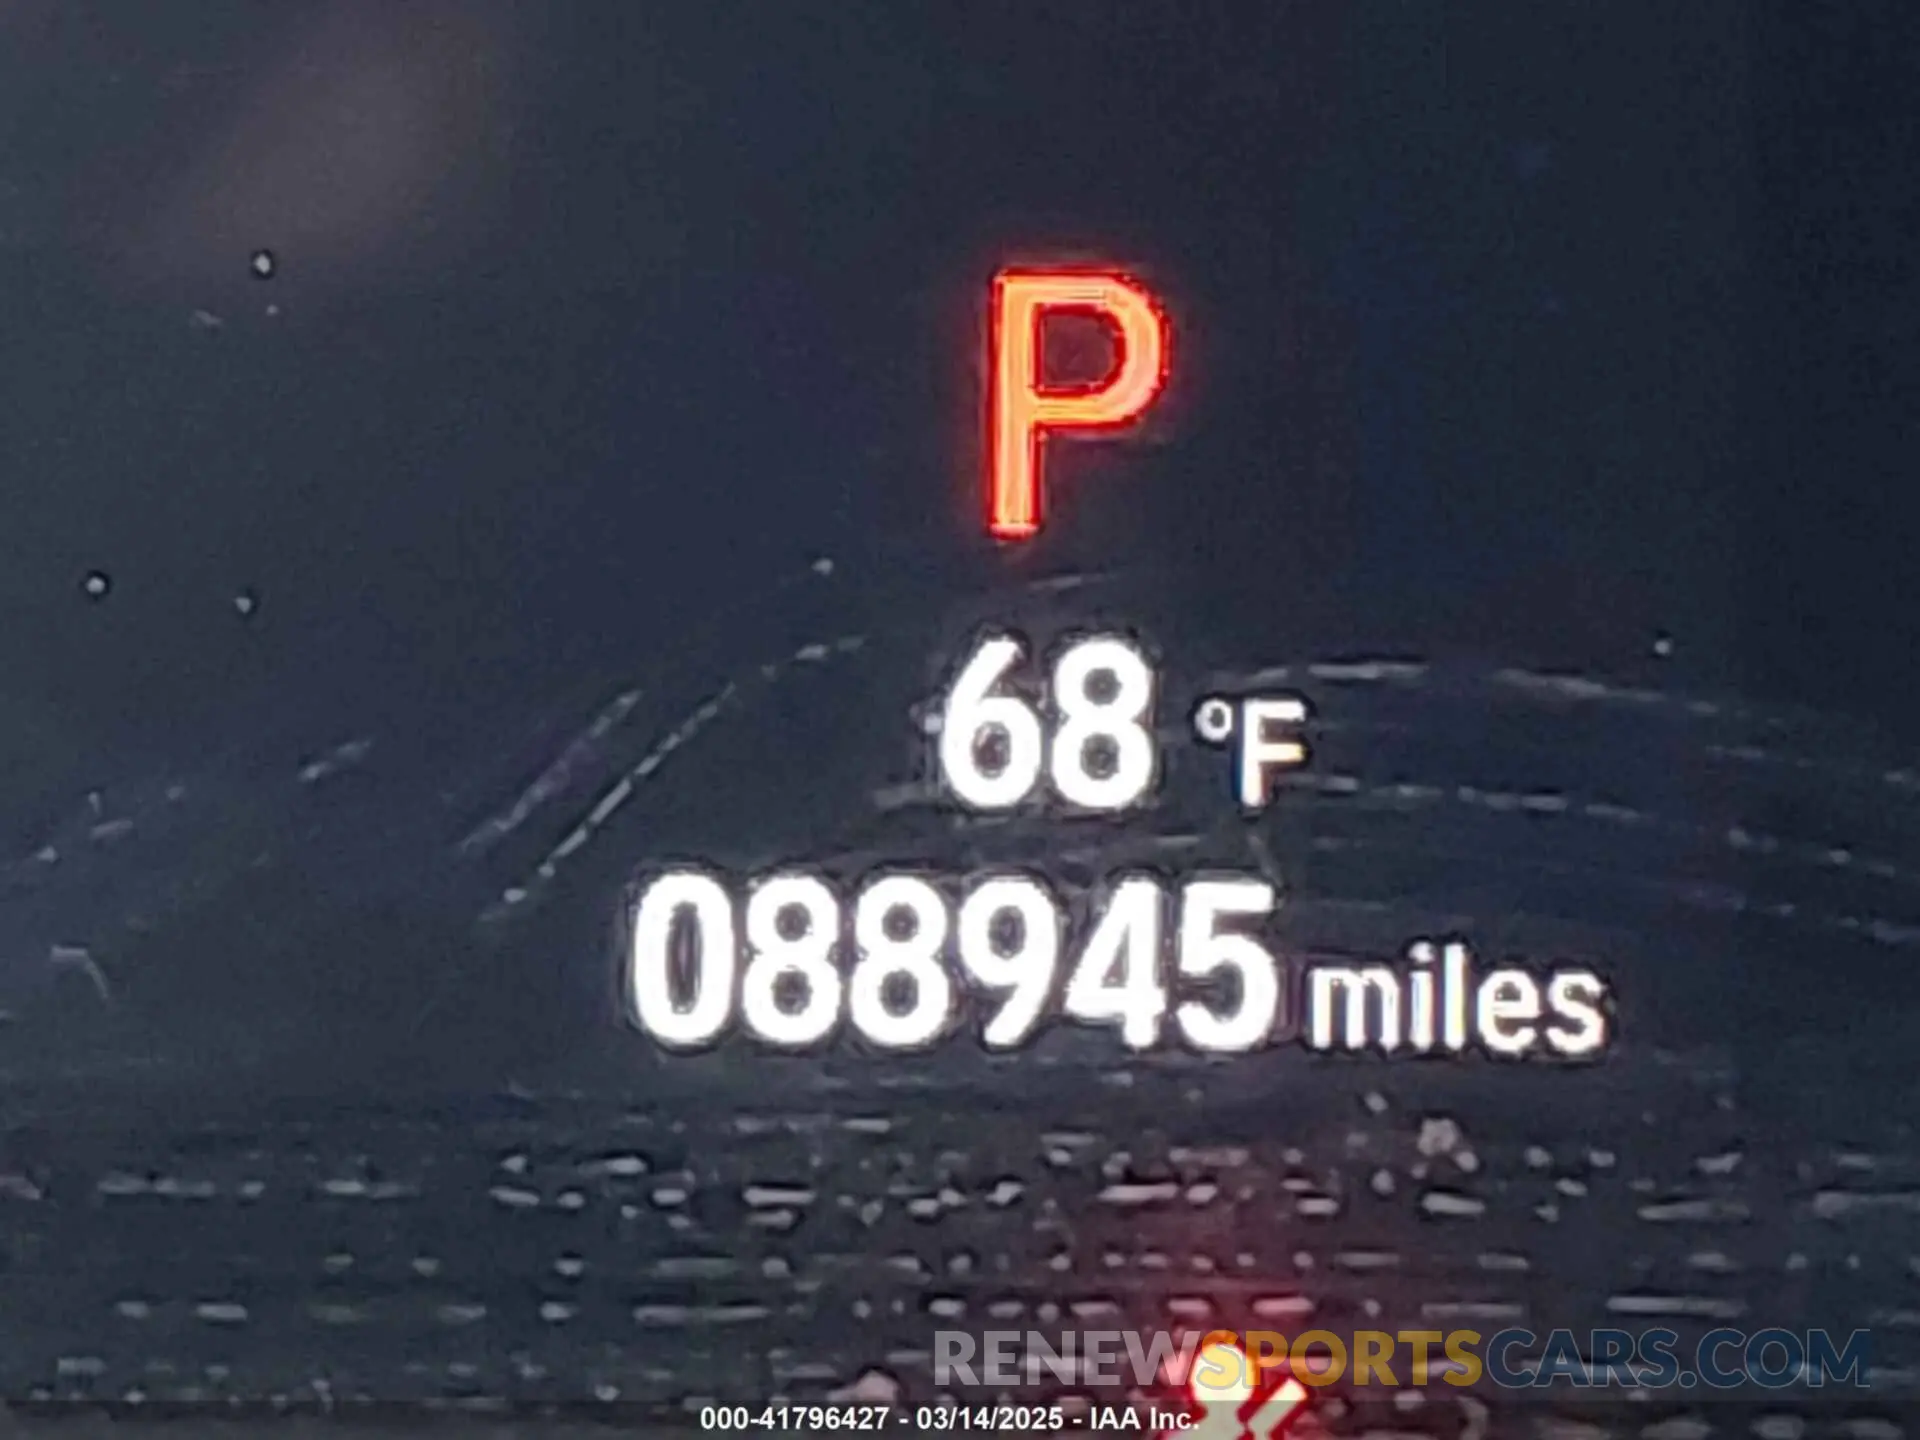 P
68 °F
088945 miles
RENEWSPORTSCARS.COM
000-41796427 - 03/14/2025 - IAA Inc.